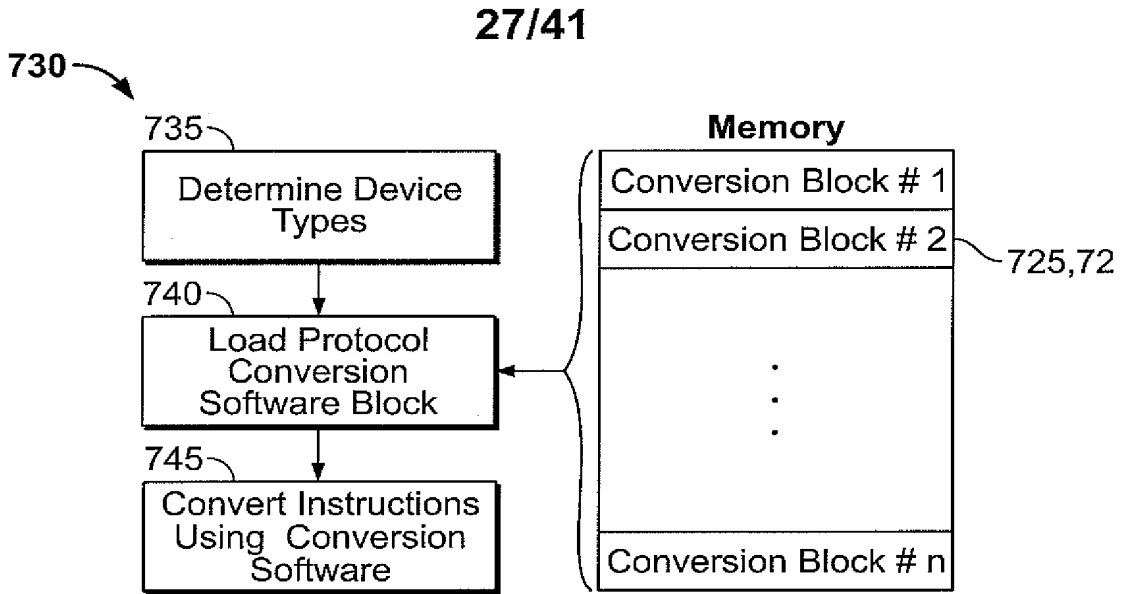 27/41
730
735
Determine Device
Types
740
Load Protocol
Conversion
Software Block
745
Convert Instructions
Using Conversion
Software
Memory
Conversion Block # 1
Conversion Block # 2
725,72
Conversion Block # n